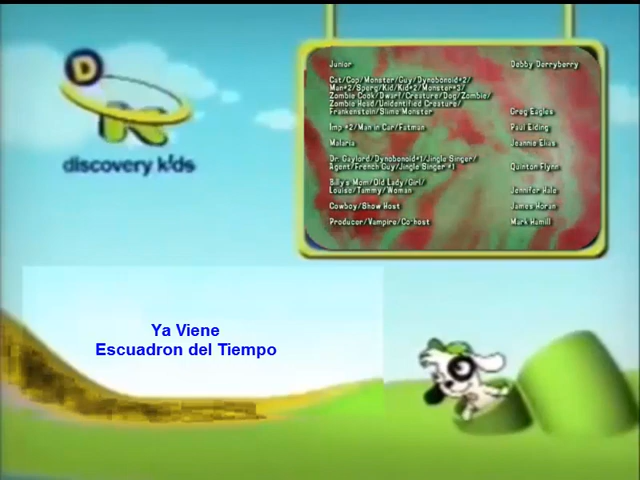 D
K
discovery kids
Junior Debby Derryberry
Cat/Cop/Monster/Guy/Dynobonoid#2/
Man#2/Sperg/Kid/Kid#2/Monster#3/
Zombie Cook/Dwarf/Creature/Dog/Zombie/
Zombie Head/Unidentified Creature/
Frankenstein/Slime Monster Greg Eagles
Imp #2/Man in Car/Fatman Paul Eiding
Malaria Jeannie Elias
Dr. Gaylord/Dynobonoid#1/Jingle Singer/
Agent/French Guy/Jingle Singer #1 Quinton Flynn
Billy's Mom/Old Lady/Girl/
Louise/Tammy/Woman Jennifer Hale
Cowboy/Show Host James Horan
Producer/Vampire/Co-host Mark Hamill
Ya Viene
Escuadron del Tiempo